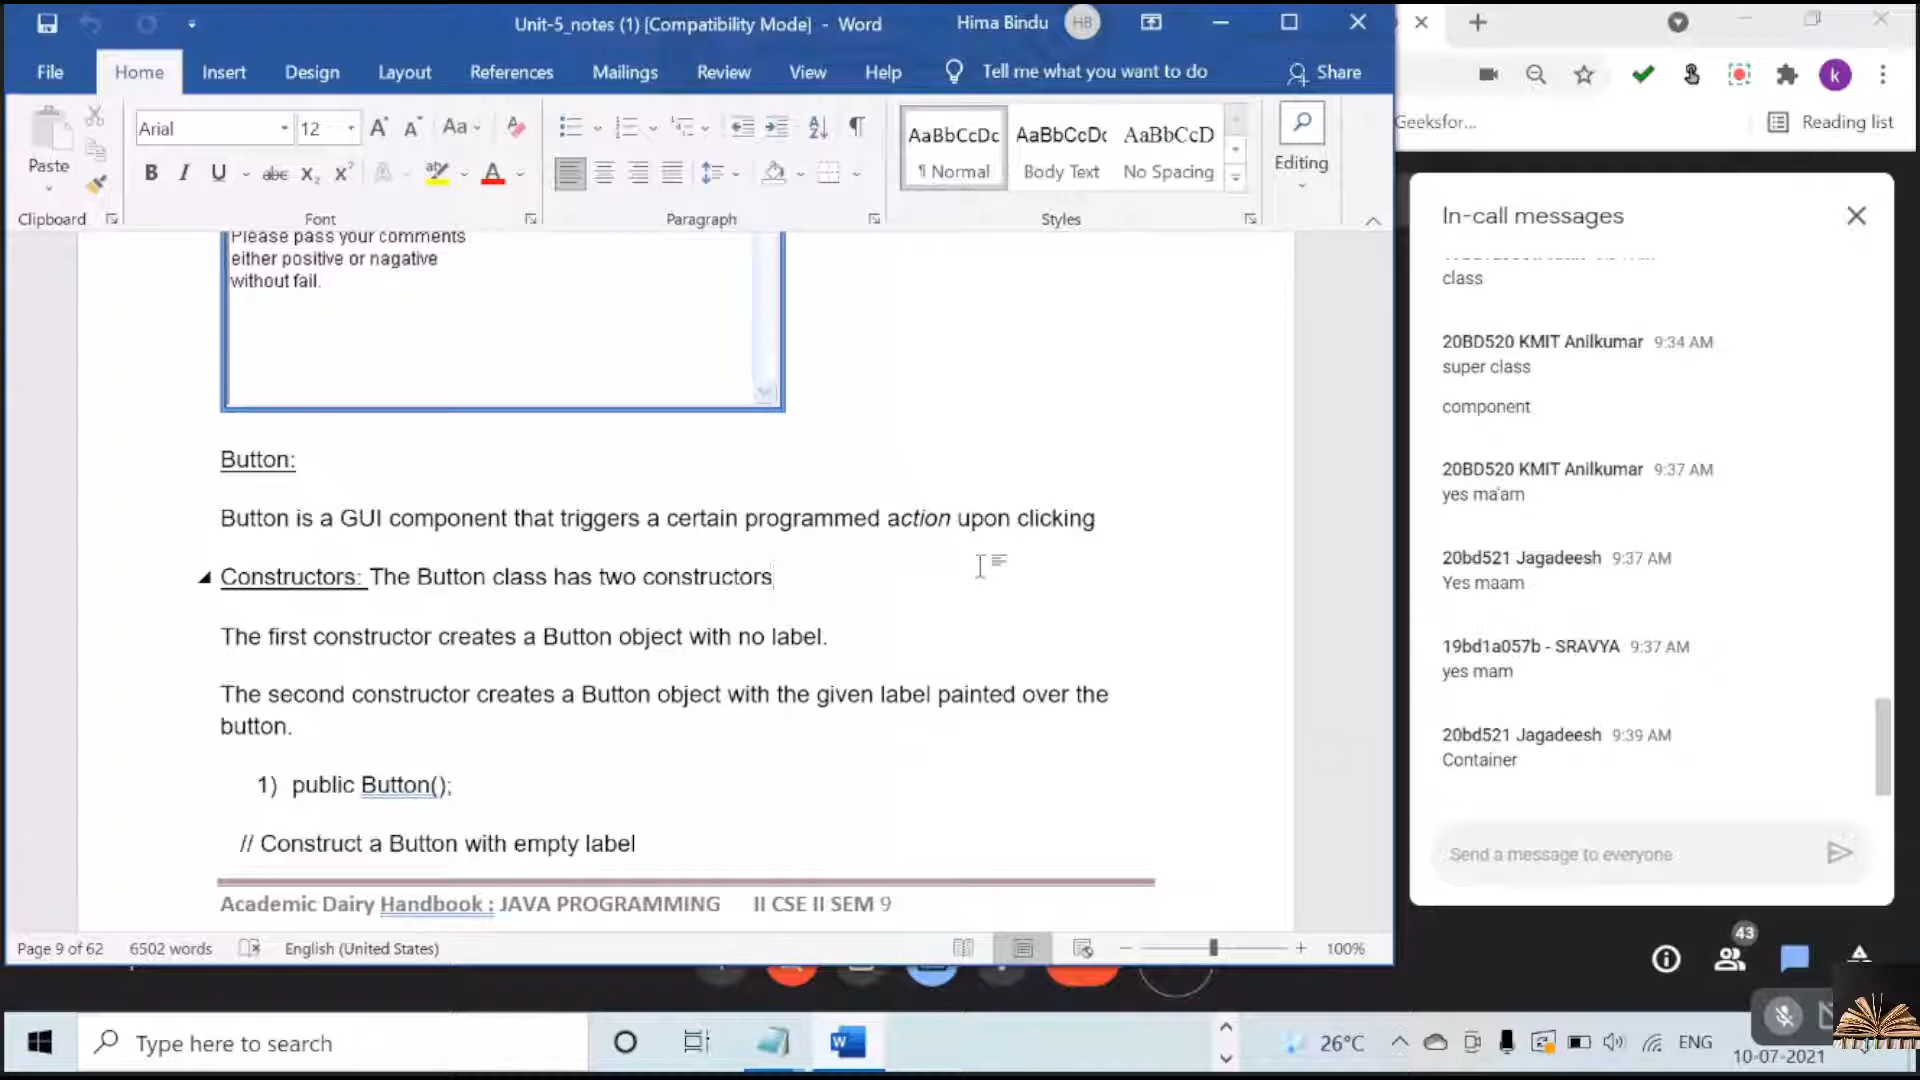 Unit-5_notes (1) [Compatibility Mode] - Word
Hima Bindu
HB
File
Home
Insert
Design
Layout
References
Mailings
Review
View
Help
Tell me what you want to do
Share
k
Geeksfor...
Reading list
Paste
Arial
12
Aa
B I U abc X₂ X²
A
AaBbCcDc
¶ Normal
AaBbCcDc
Body Text
AaBbCcD
No Spacing
Editing
Clipboard
Font
Paragraph
Styles
Please pass your comments
either positive or nagative
without fail.
Button:
Button is a GUI component that triggers a certain programmed action upon clicking
Constructors: The Button class has two constructors
The first constructor creates a Button object with no label.
The second constructor creates a Button object with the given label painted over the
button.
1) public Button();
// Construct a Button with empty label
Academic Dairy Handbook : JAVA PROGRAMMING II CSE II SEM 9
Page 9 of 62
6502 words
English (United States)
100%
In-call messages
class
20BD520 KMIT Anilkumar 9:34 AM
super class
component
20BD520 KMIT Anilkumar 9:37 AM
yes ma'am
20bd521 Jagadeesh 9:37 AM
Yes maam
19bd1a057b - SRAVYA 9:37 AM
yes mam
20bd521 Jagadeesh 9:39 AM
Container
Send a message to everyone
43
Type here to search
26°C
ENG
10-07-2021